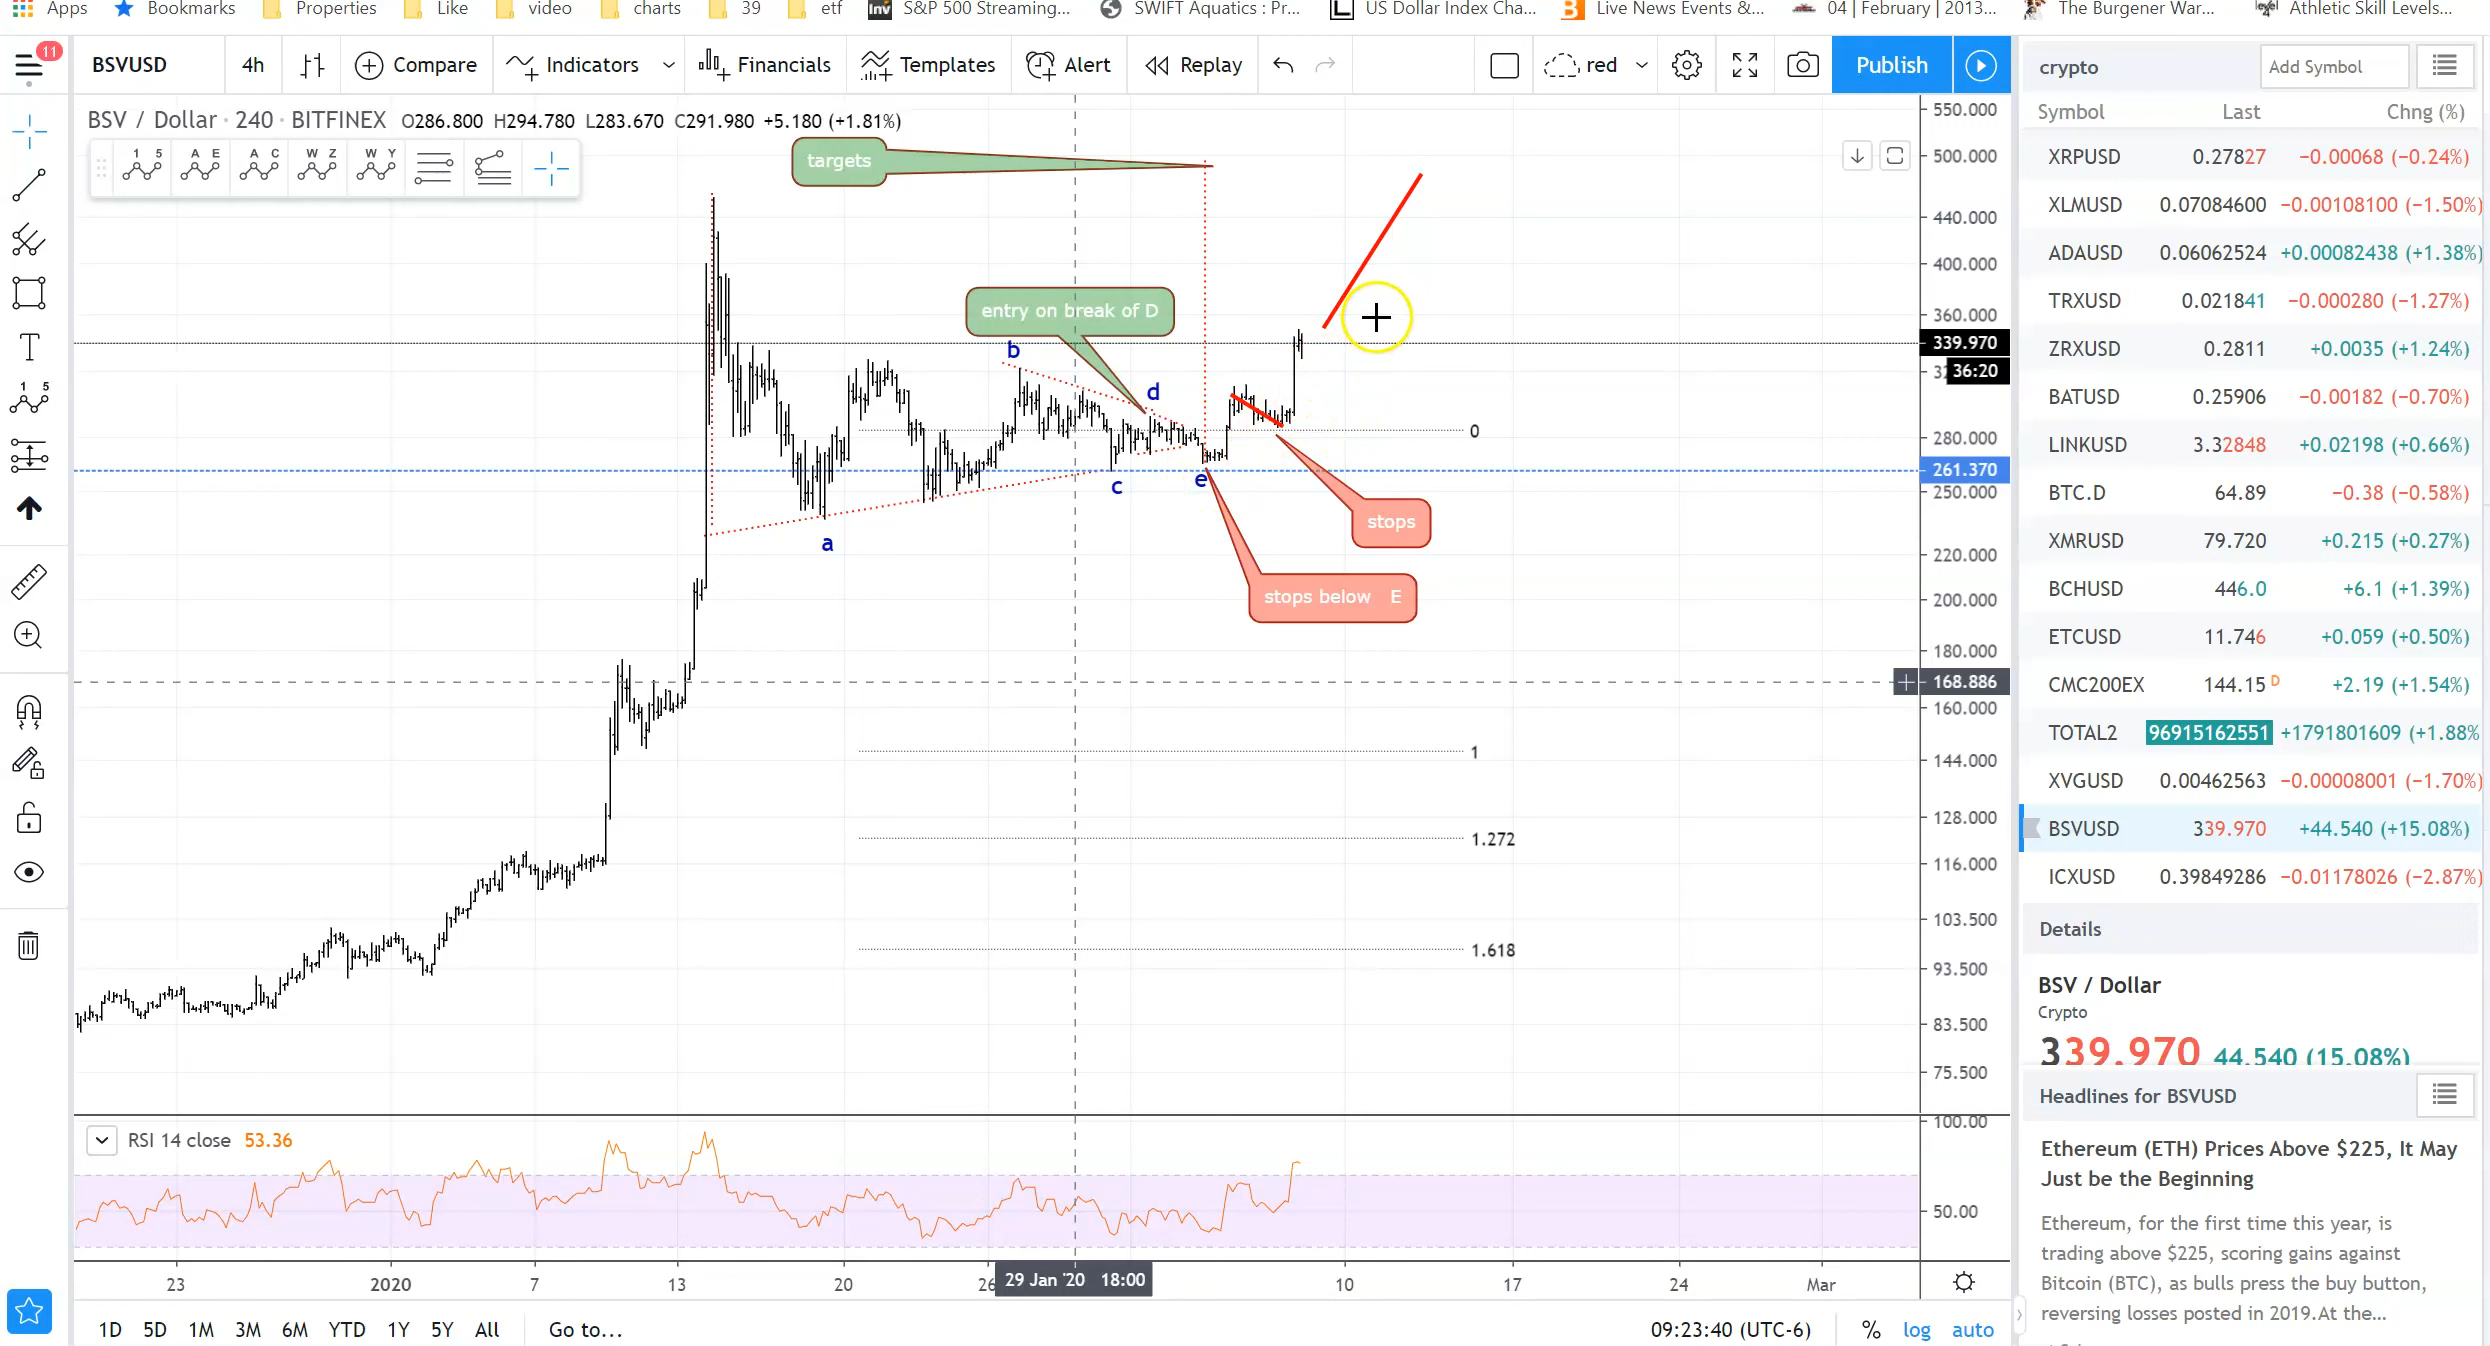 Apps Bookmarks Properties Like video charts 39 etf Inv S&P 500 Streaming... SWIFT Aquatics : Pr... US Dollar Index Cha... B Live News Events &... 04 | February | 2013... The Burgener War... Athletic Skill Levels...
11 BSVUSD 4h Compare Indicators Financials Templates Alert Replay red Publish
BSV / Dollar · 240 · BITFINEX O286.800 H294.780 L283.670 C291.980 +5.180 (+1.81%)
1 5 A E A C W Z W Y
targets
entry on break of D
b
d
a
c
e
stops
stops below E
0
1
1.272
1.618
550.000
500.000
440.000
400.000
360.000
339.970
36:20
280.000
261.370
250.000
220.000
200.000
180.000
168.886
160.000
144.000
128.000
116.000
103.500
93.500
83.500
75.500
RSI 14 close 53.36
100.00
50.00
23 2020 7 13 20 26 29 Jan '20 18:00 10 17 24 Mar
1D 5D 1M 3M 6M YTD 1Y 5Y All Go to... 09:23:40 (UTC-6) % log auto
1 5
T
crypto Add Symbol
Symbol Last Chng (%)
XRPUSD 0.27827 −0.00068 (−0.24%)
XLMUSD 0.07084600 −0.00108100 (−1.50%)
ADAUSD 0.06062524 +0.00082438 (+1.38%)
TRXUSD 0.021841 −0.000280 (−1.27%)
ZRXUSD 0.2811 +0.0035 (+1.24%)
BATUSD 0.25906 −0.00182 (−0.70%)
LINKUSD 3.32848 +0.02198 (+0.66%)
BTC.D 64.89 −0.38 (−0.58%)
XMRUSD 79.720 +0.215 (+0.27%)
BCHUSD 446.0 +6.1 (+1.39%)
ETCUSD 11.746 +0.059 (+0.50%)
CMC200EX 144.15 D +2.19 (+1.54%)
TOTAL2 96915162551 +1791801609 (+1.88%
XVGUSD 0.00462563 −0.00008001 (−1.70%)
BSVUSD 339.970 +44.540 (+15.08%)
ICXUSD 0.39849286 −0.01178026 (−2.87%)
Details
BSV / Dollar
Crypto
339.970 44.540 (15.08%)
Headlines for BSVUSD
Ethereum (ETH) Prices Above $225, It May
Just be the Beginning
Ethereum, for the first time this year, is
trading above $225, scoring gains against
Bitcoin (BTC), as bulls press the buy button,
reversing losses posted in 2019.At the...